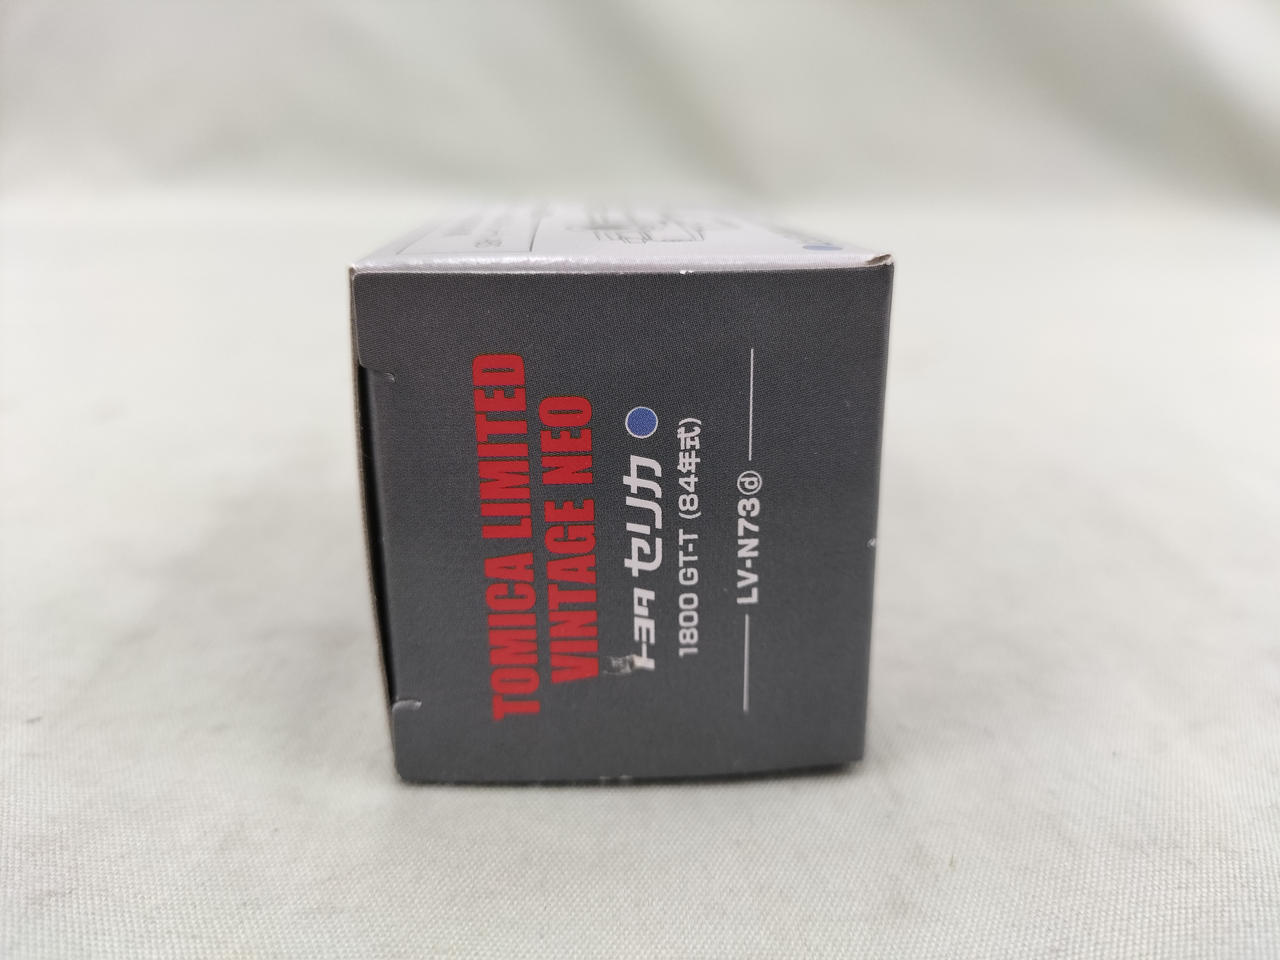 TOMICA LIMITED
VINTAGE NEO
トヨタ セリカ
1800 GT-T (84年式)
LV-N73ⓓ